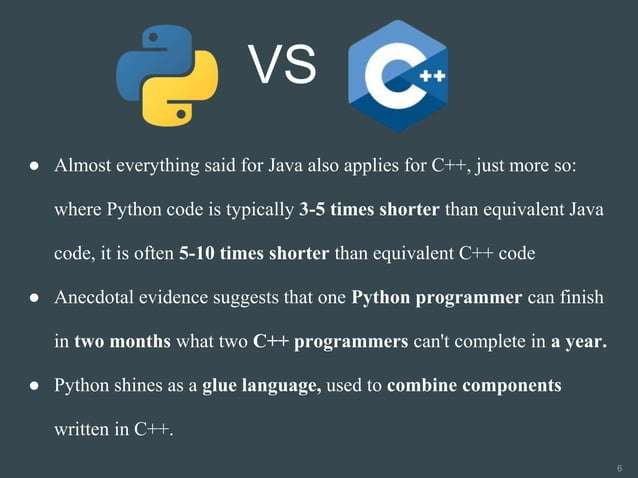 VS
C++
● Almost everything said for Java also applies for C++, just more so:
where Python code is typically 3-5 times shorter than equivalent Java
code, it is often 5-10 times shorter than equivalent C++ code
● Anecdotal evidence suggests that one Python programmer can finish
in two months what two C++ programmers can't complete in a year.
● Python shines as a glue language, used to combine components
written in C++.
6